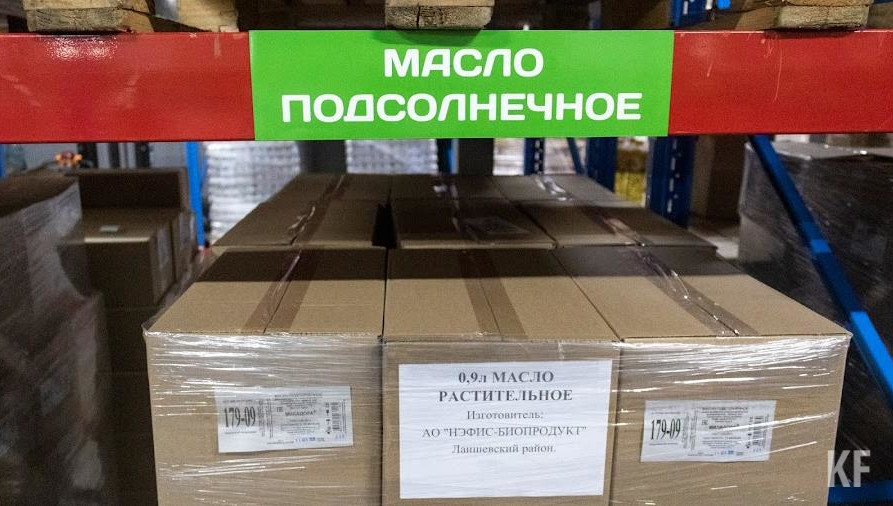 МАСЛО
ПОДСОЛНЕЧНОЕ
0,9л МАСЛО
РАСТИТЕЛЬНОЕ
Изготовитель:
АО "НЭФИС-БИОПРОДУКТ"
Лаишевский район.
179-09
179-09
KF